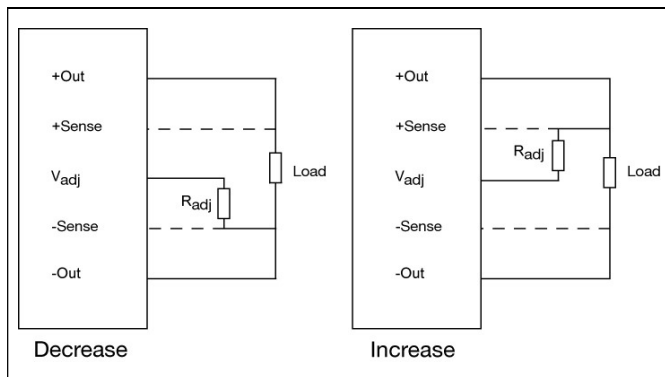 +Out
+Sense
Vadj
-Sense
-Out
Radj
Load
Decrease
+Out
+Sense
Vadj
-Sense
-Out
Radj
Load
Increase